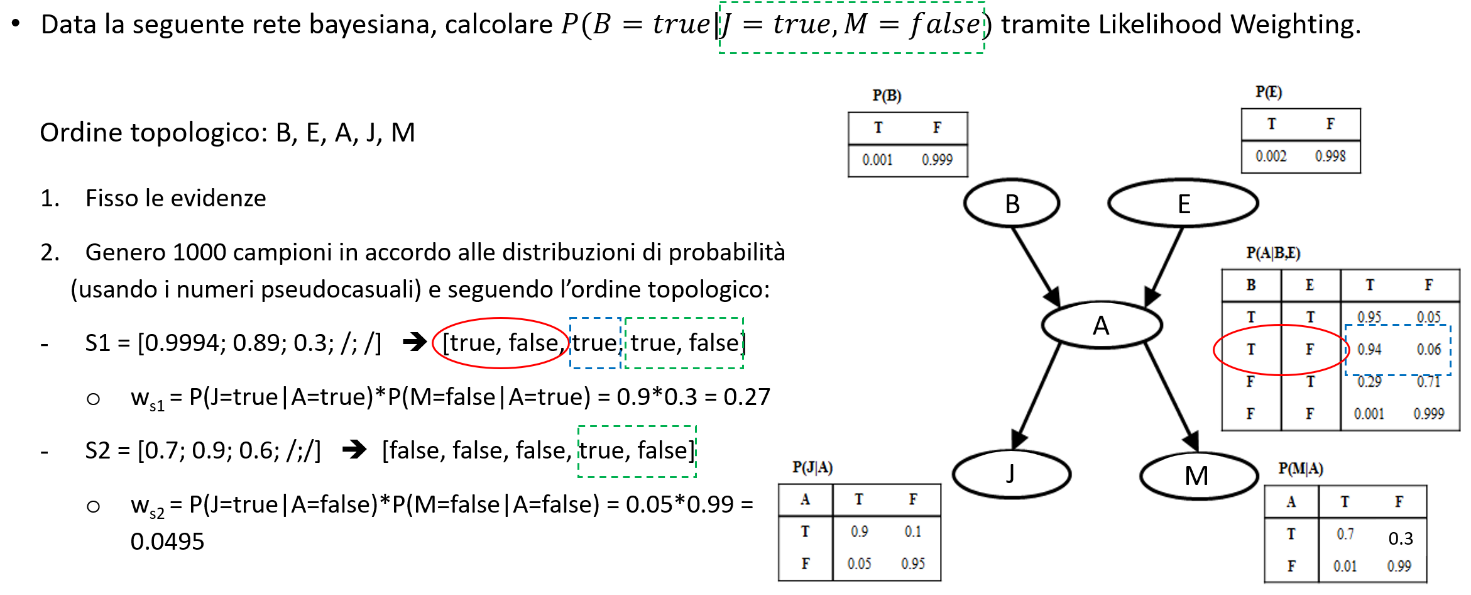 • Data la seguente rete bayesiana, calcolare P(B = true|J = true, M = false) tramite Likelihood Weighting.
Ordine topologico: B, E, A, J, M
1. Fisso le evidenze
2. Genero 1000 campioni in accordo alle distribuzioni di probabilità
(usando i numeri pseudocasuali) e seguendo l'ordine topologico:
- S1 = [0.9994; 0.89; 0.3; /; /] ➔ [true, false, true, true, false]
o ws1 = P(J=true|A=true)*P(M=false|A=true) = 0.9*0.3 = 0.27
- S2 = [0.7; 0.9; 0.6; /;/] ➔ [false, false, false, true, false]
o ws2 = P(J=true|A=false)*P(M=false|A=false) = 0.05*0.99 =
0.0495
P(B)
T F
0.001 0.999
P(E)
T F
0.002 0.998
B
E
A
J
M
P(A|B,E)
B E T F
T T 0.95 0.05
T F 0.94 0.06
F T 0.29 0.71
F F 0.001 0.999
P(J|A)
A T F
T 0.9 0.1
F 0.05 0.95
P(M|A)
A T F
T 0.7 0.3
F 0.01 0.99